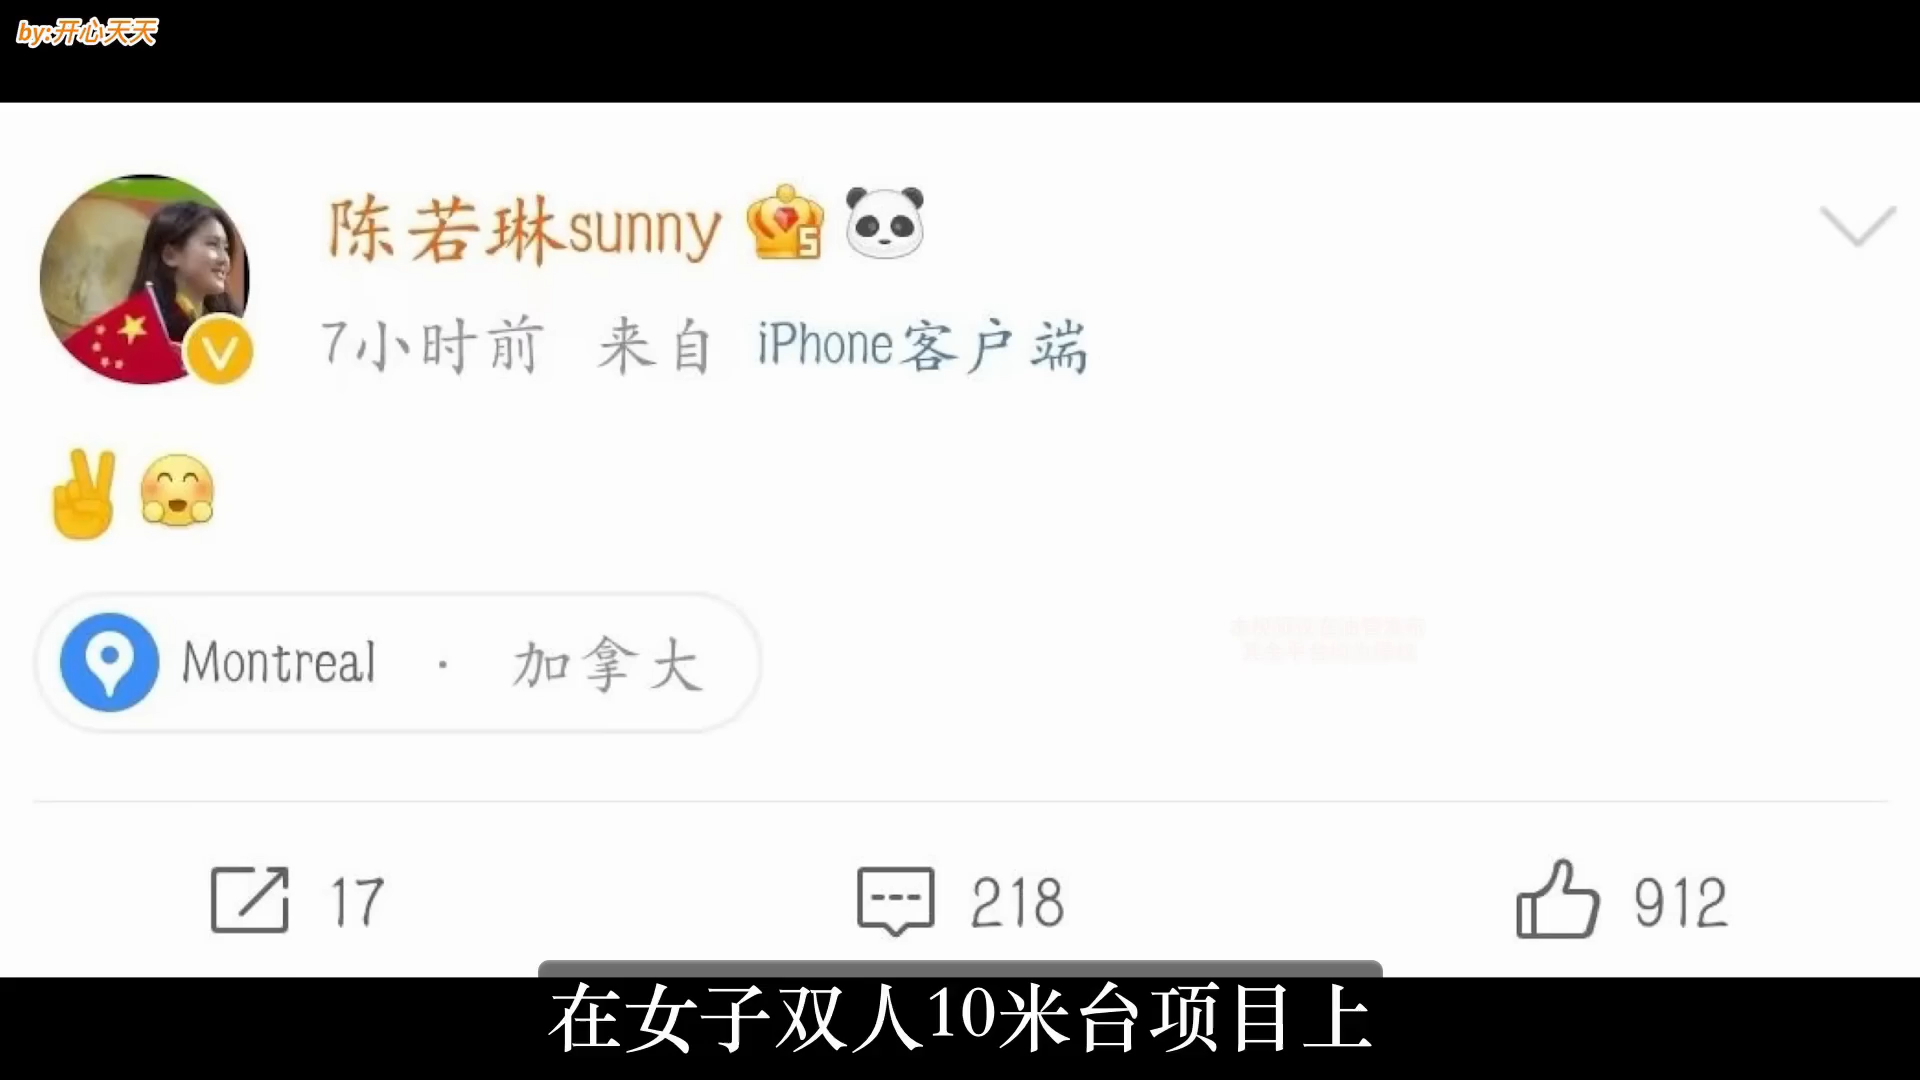 by:开心天天
陈若琳sunny
7小时前 来自 iPhone客户端
Montreal · 加拿大
17 218 912
在女子双人10米台项目上